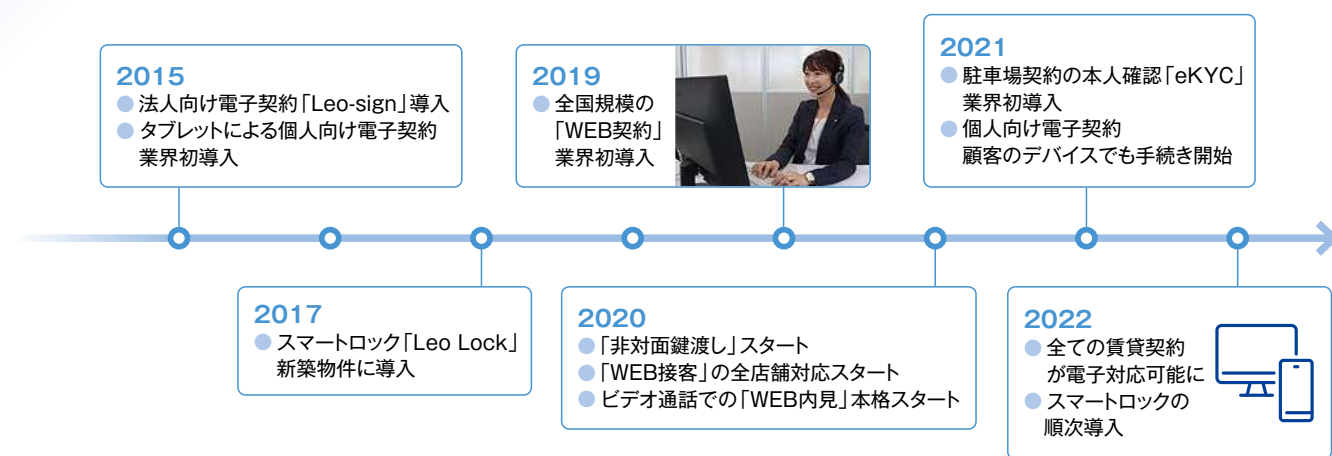 2015
● 法人向け電子契約「Leo-sign」導入
● タブレットによる個人向け電子契約
業界初導入
2017
● スマートロック「Leo Lock」
新築物件に導入
2019
● 全国規模の
「WEB契約」
業界初導入
2020
● 「非対面鍵渡し」スタート
● 「WEB接客」の全店舗対応スタート
● ビデオ通話での「WEB内見」本格スタート
2021
● 駐車場契約の本人確認「eKYC」
業界初導入
● 個人向け電子契約
顧客のデバイスでも手続き開始
2022
● 全ての賃貸契約
が電子対応可能に
● スマートロックの
順次導入